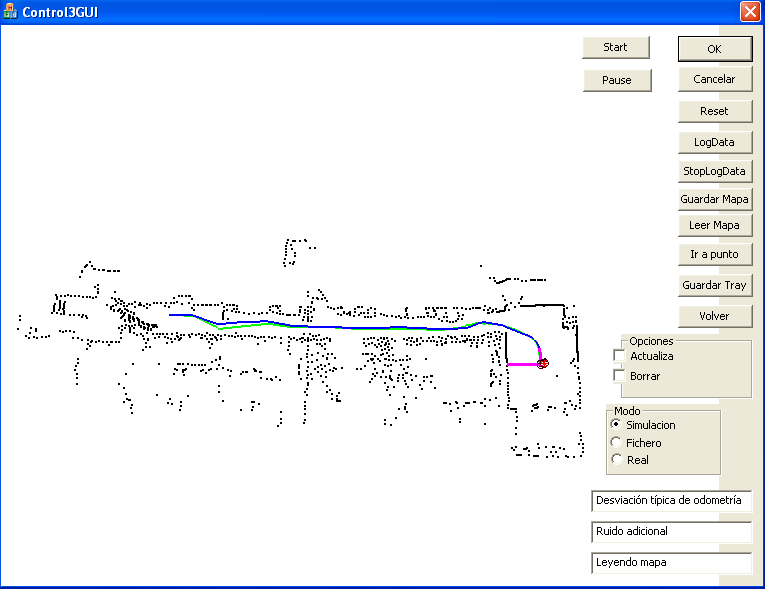 Control3GUI
Start
OK
Pause
Cancelar
Reset
LogData
StopLogData
Guardar Mapa
Leer Mapa
Ir a punto
Guardar Tray
Volver
Opciones
Actualiza
Borrar
Modo
Simulacion
Fichero
Real
Desviación típica de odometría
Ruido adicional
Leyendo mapa